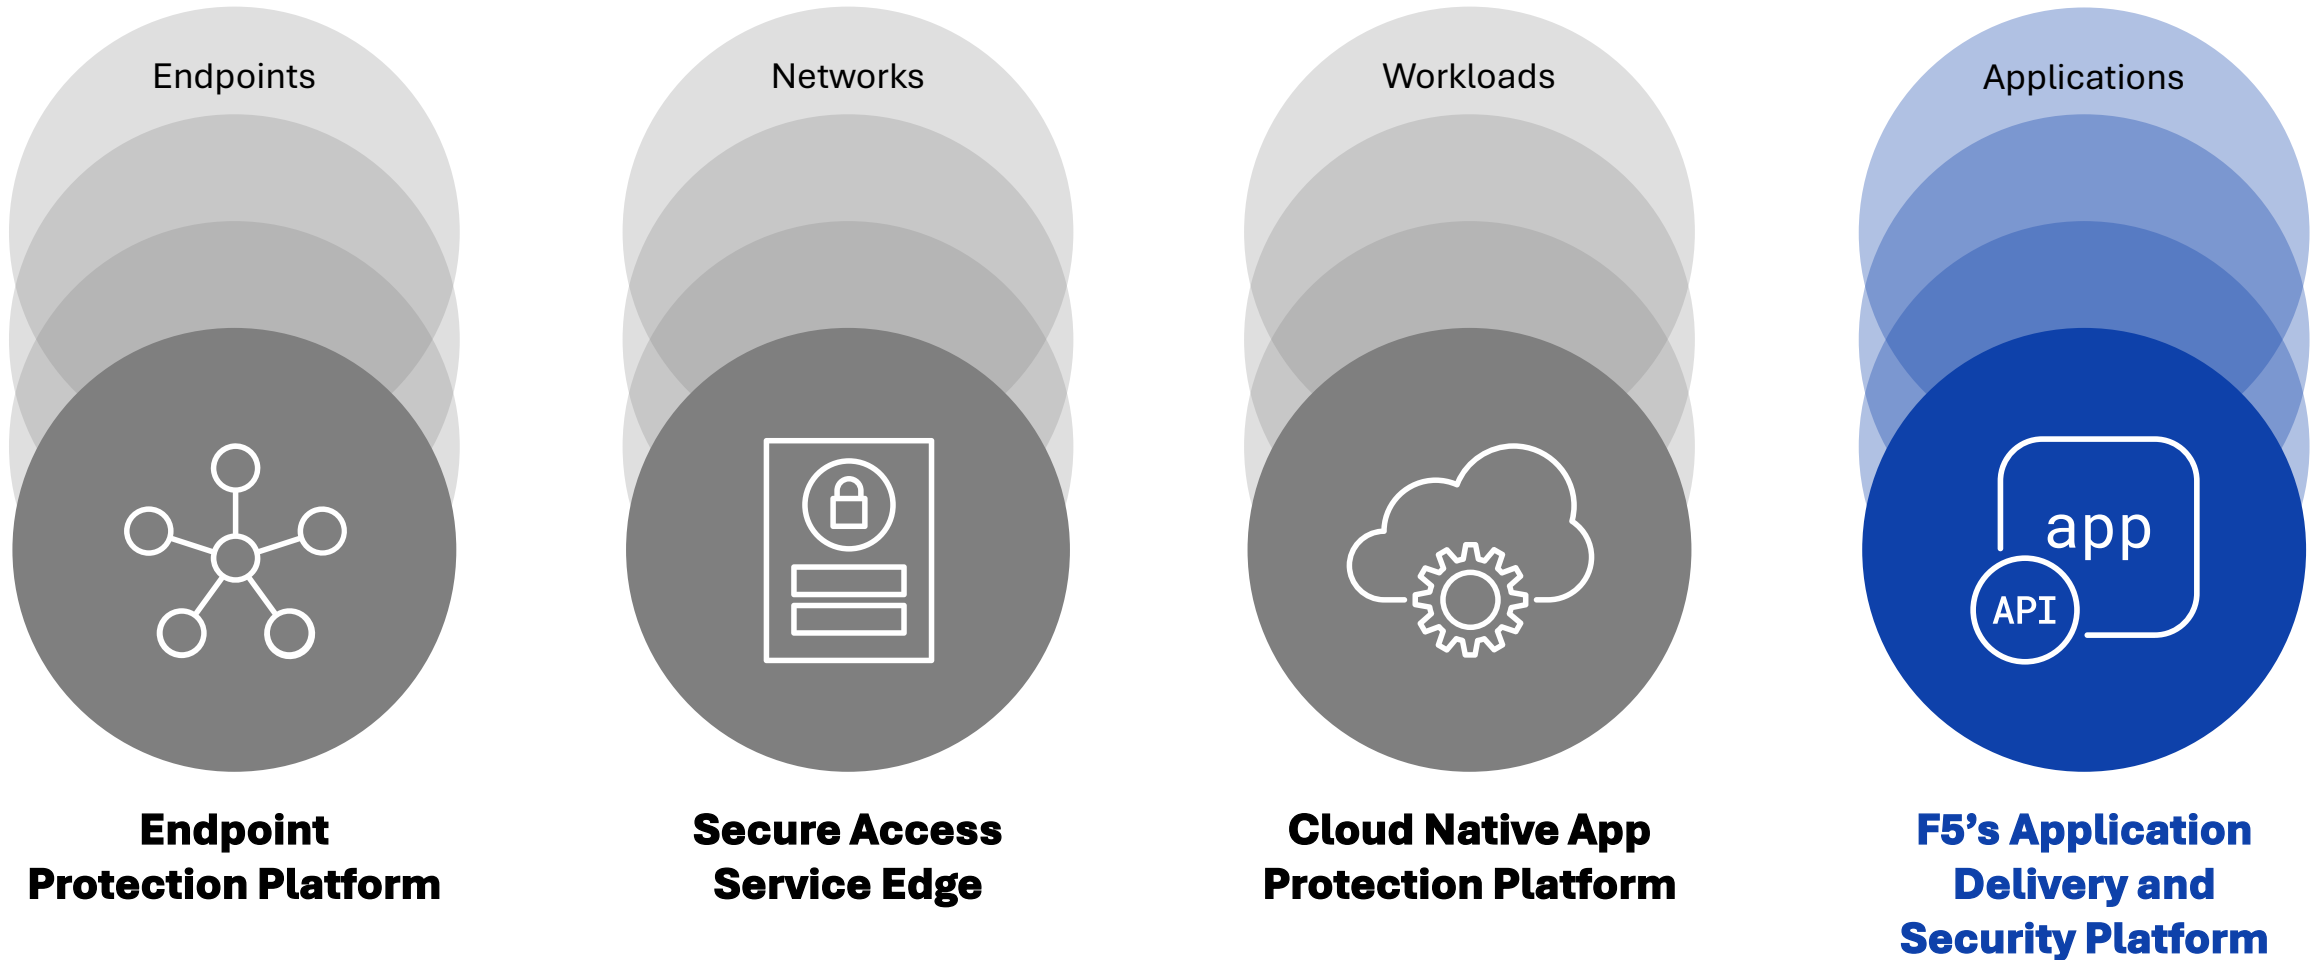 Endpoints
Networks
Workloads
Applications
app
API
Endpoint
Protection Platform
Secure Access
Service Edge
Cloud Native App
Protection Platform
F5’s Application
Delivery and
Security Platform